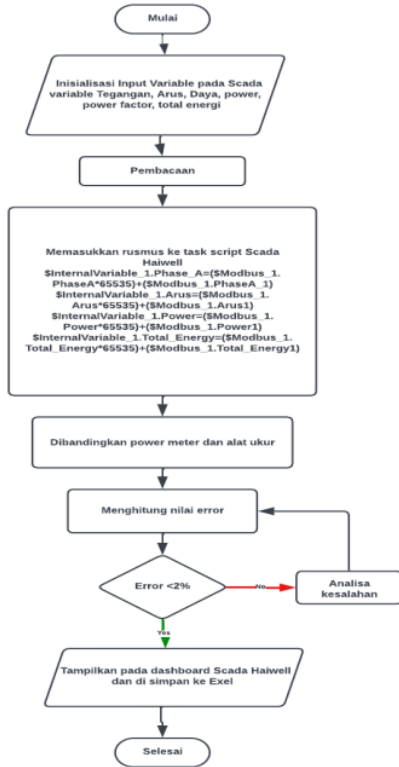 Mulai
Inisialisasi Input Variable pada Scada
variable Tegangan, Arus, Daya, power,
power factor, total energi
Pembacaan
Memasukkan rusmus ke task script Scada
Haiwell
$InternalVariable_1.Phase_A=($Modbus_1.
PhaseA*65535)+($Modbus_1.PhaseA_1)
$InternalVariable_1.Arus=($Modbus_1.
Arus*65535)+($Modbus_1.Arus1)
$InternalVariable_1.Power=($Modbus_1.
Power*65535)+($Modbus_1.Power1)
$InternalVariable_1.Total_Energy=($Modbus_1.
Total_Energy*65535)+($Modbus_1.Total_Energy1)
Dibandingkan power meter dan alat ukur
Menghitung nilai error
Error <2%
No
Analisa
kesalahan
Yes
Tampilkan pada dashboard Scada Haiwell
dan di simpan ke Exel
Selesai